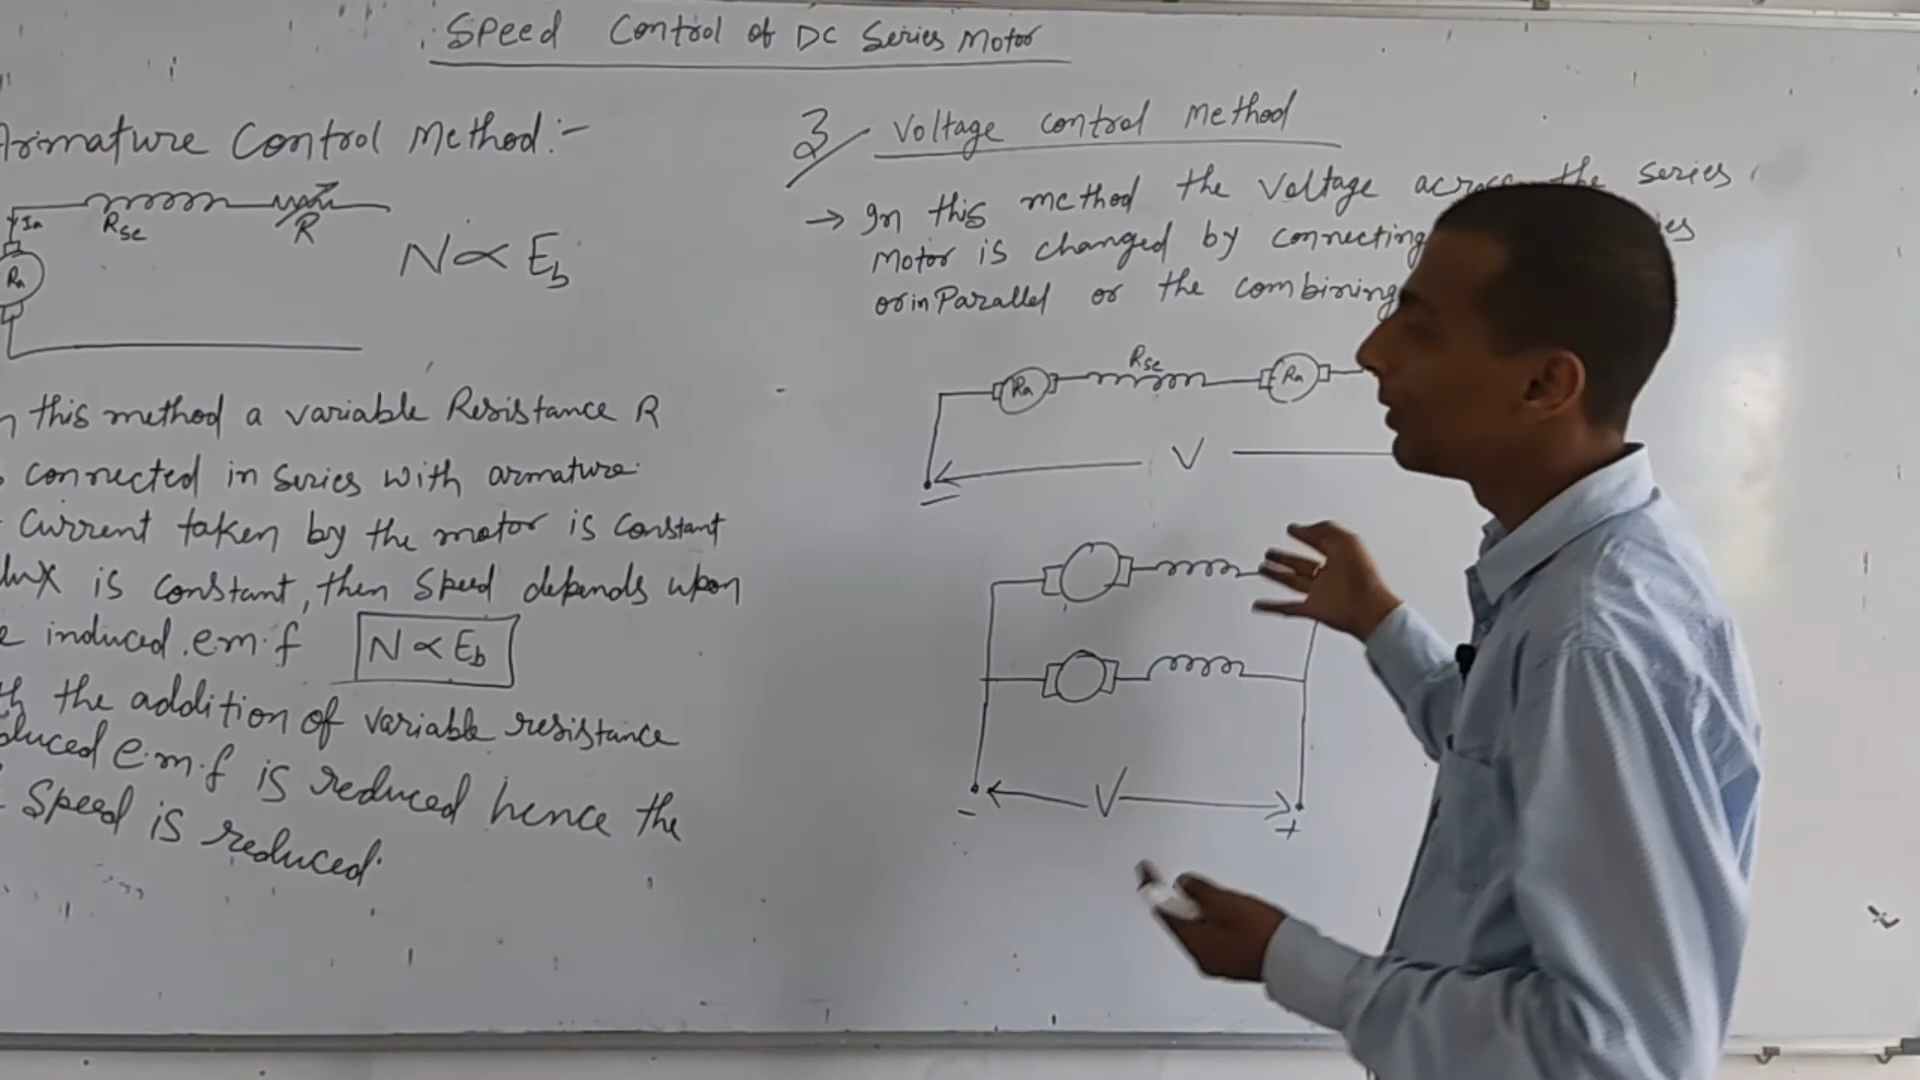 Speed Control of DC Series Motor
Armature Control Method:-
Ia
Rse
R
Ra
N ∝ Eb
this method a variable Resistance R
connected in series with armature.
Current taken by the motor is constant
is constant, then speed depends upon
induced e.m.f N ∝ Eb
the addition of variable resistance
e.m.f is reduced hence the
Speed is reduced.
3/ Voltage control Method
→ In this method the voltage across the series
Motor is changed by connecting
or in Parallel or the combining
Ra
Rse
Ra
V
−
V
−
+